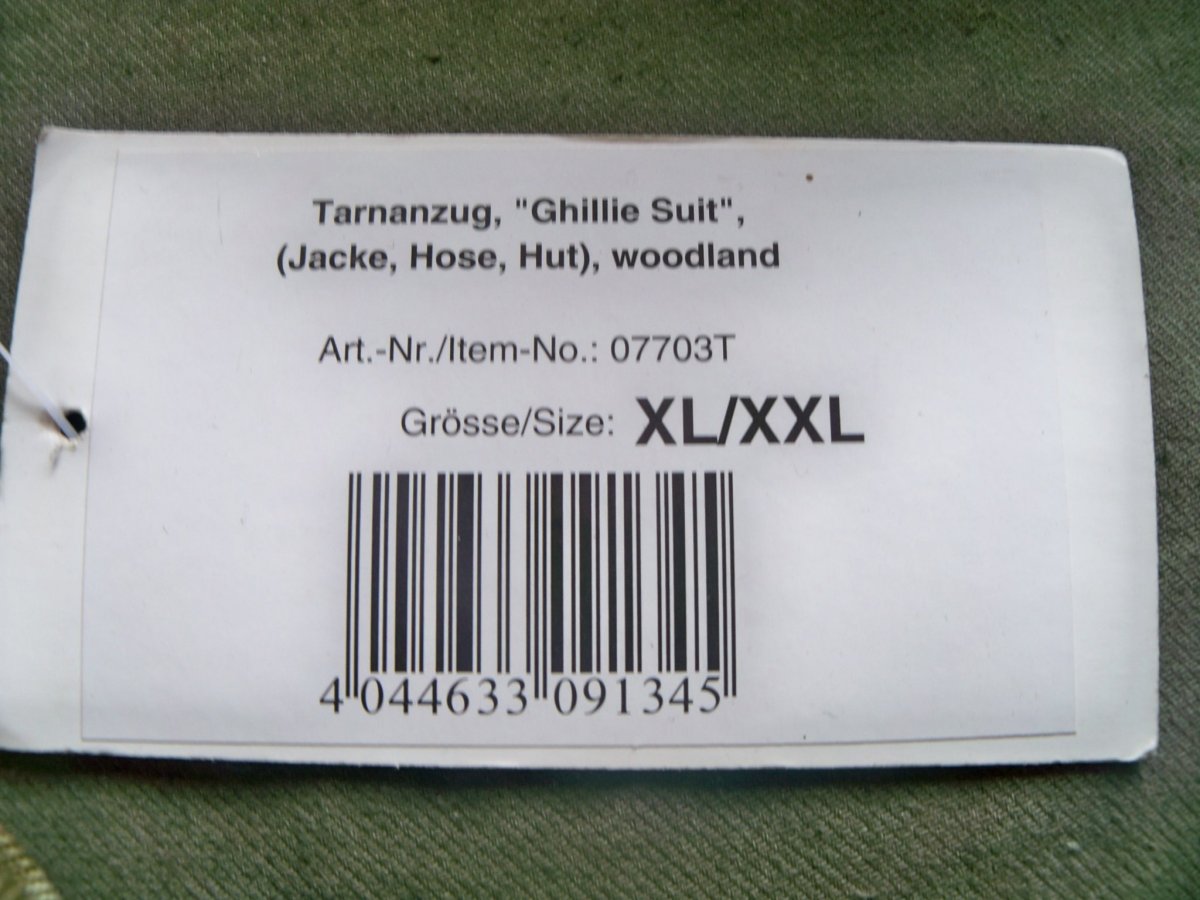 Tarnanzug, "Ghillie Suit",
(Jacke, Hose, Hut), woodland
Art.-Nr./Item-No.: 07703T
Grösse/Size: XL/XXL
4 044633 091345